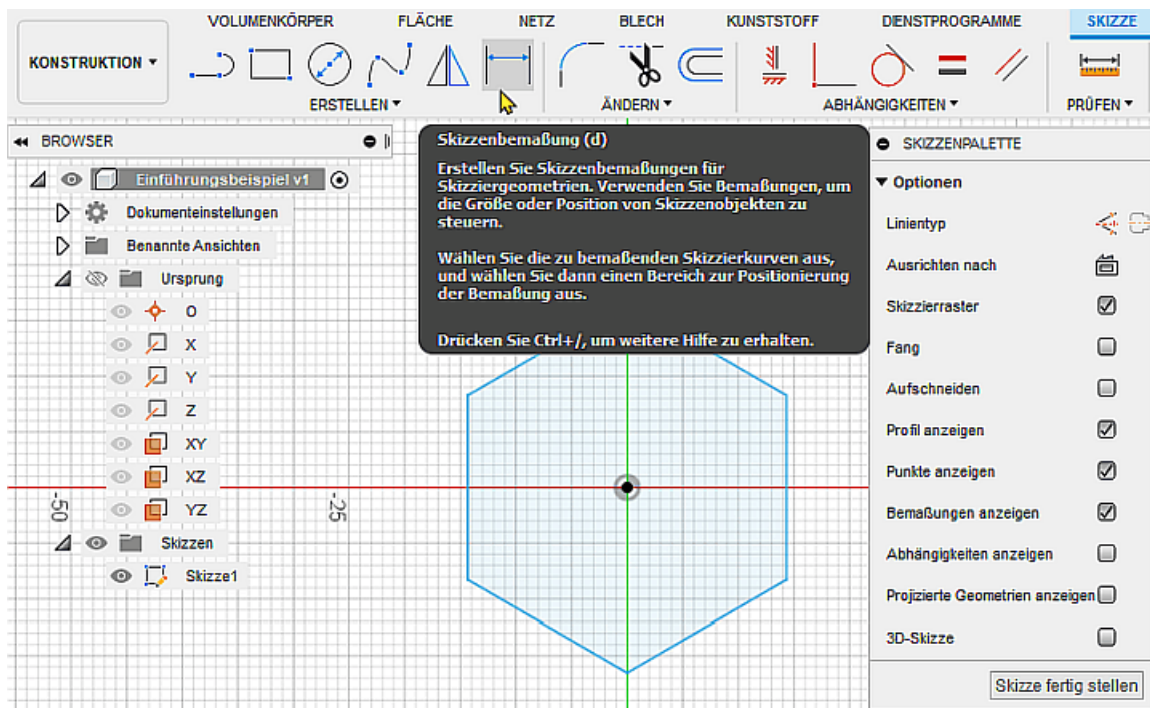 VOLUMENKÖRPER FLÄCHE NETZ BLECH KUNSTSTOFF DIENSTPROGRAMME SKIZZE
KONSTRUKTION
ERSTELLEN ÄNDERN ABHÄNGIGKEITEN PRÜFEN
BROWSER
Einführungsbeispiel v1
Dokumenteinstellungen
Benannte Ansichten
Ursprung
O
X
Y
Z
XY
XZ
YZ
Skizzen
Skizze1
Skizzenbemaßung (d)
Erstellen Sie Skizzenbemaßungen für
Skizziergeometrien. Verwenden Sie Bemaßungen, um
die Größe oder Position von Skizzenobjekten zu
steuern.
Wählen Sie die zu bemaßenden Skizzierkurven aus,
und wählen Sie dann einen Bereich zur Positionierung
der Bemaßung aus.
Drücken Sie Ctrl+/, um weitere Hilfe zu erhalten.
-50
-25
SKIZZENPALETTE
Optionen
Linientyp
Ausrichten nach
Skizzierraster
Fang
Aufschneiden
Profil anzeigen
Punkte anzeigen
Bemaßungen anzeigen
Abhängigkeiten anzeigen
Projizierte Geometrien anzeigen
3D-Skizze
Skizze fertig stellen